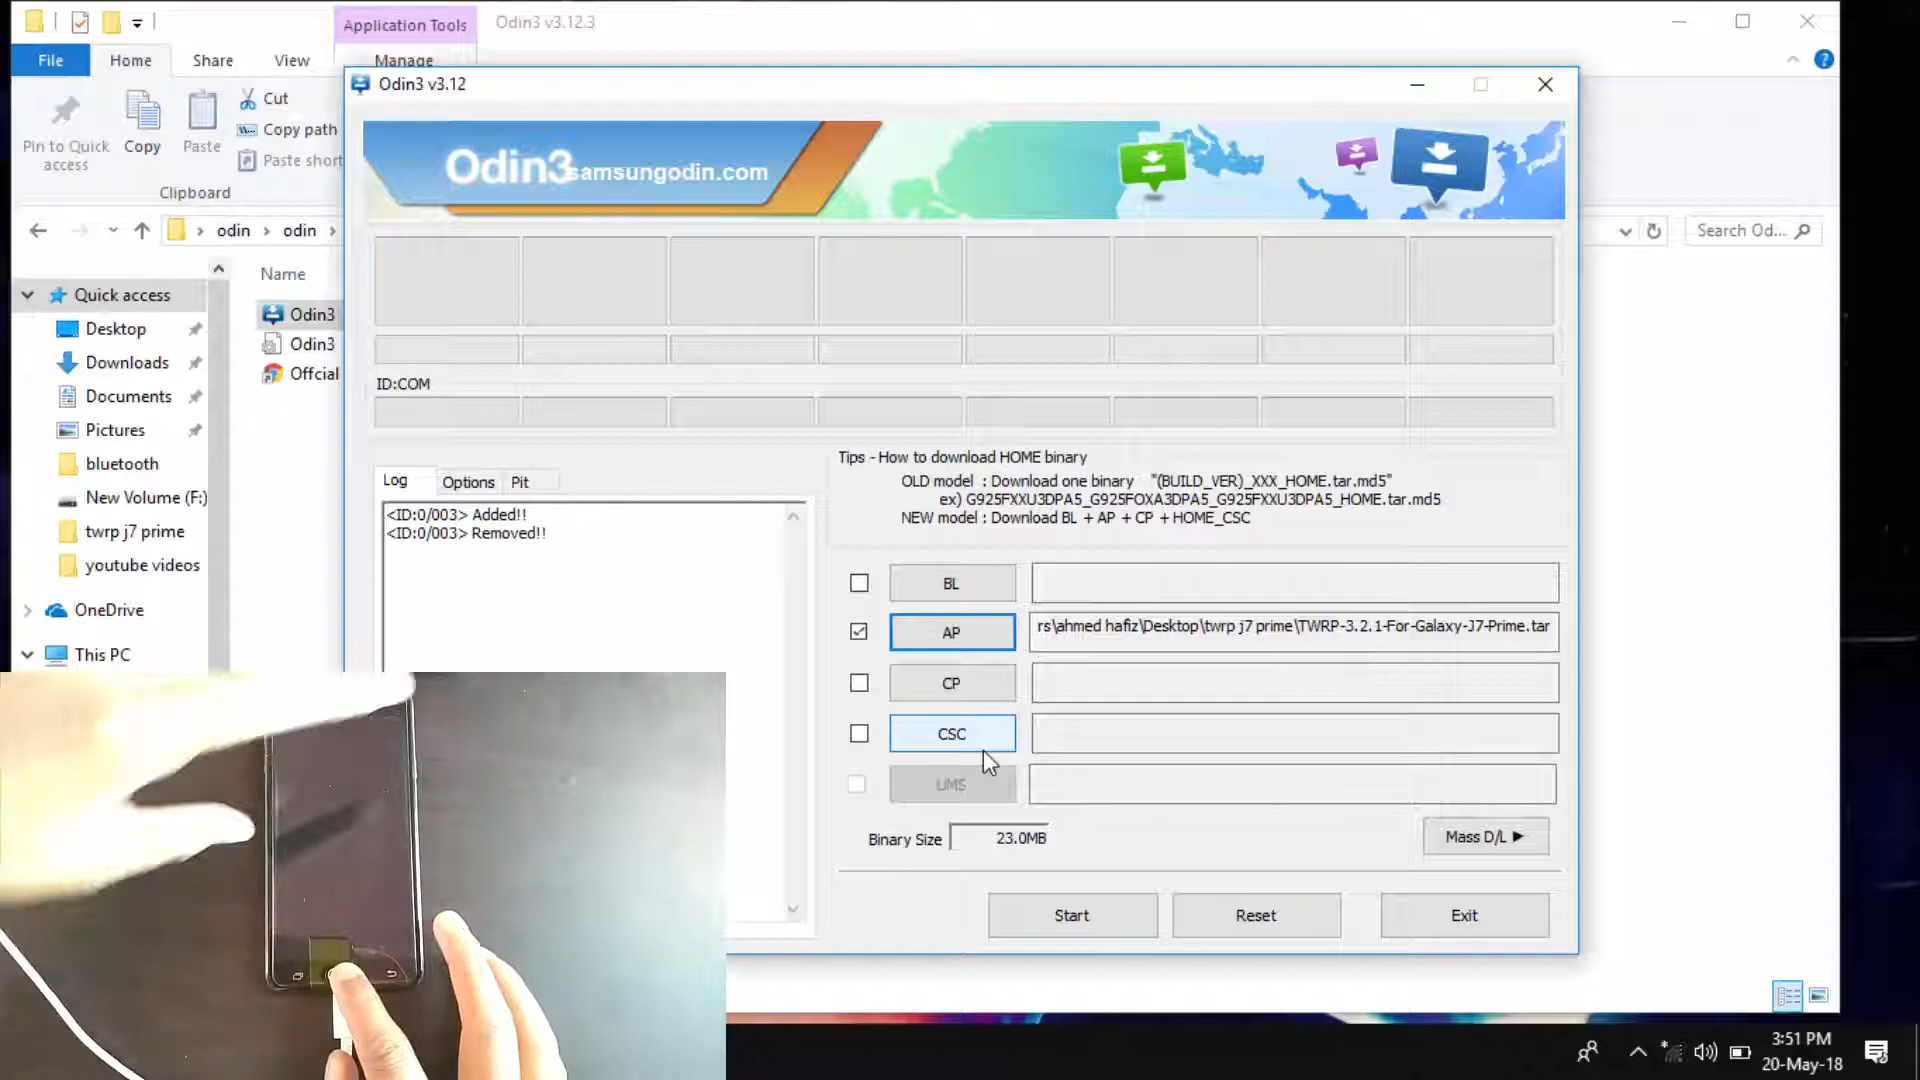 Application Tools
Odin3 v3.12.3
File
Home
Share
View
Manage
Pin to Quick access
Copy
Paste
Cut
Copy path
Paste short
Clipboard
odin
odin
Search Od...
Quick access
Desktop
Downloads
Documents
Pictures
bluetooth
New Volume (F:)
twrp j7 prime
youtube videos
OneDrive
This PC
Name
Odin3
Odin3
Offcial
Odin3 v3.12
Odin3
samsungodin.com
ID:COM
Log
Options
Pit
<ID:0/003> Added!!
<ID:0/003> Removed!!
Tips - How to download HOME binary
OLD model : Download one binary "(BUILD_VER)_XXX_HOME.tar.md5"
ex) G925FXXU3DPA5_G925FOXA3DPA5_G925FXXU3DPA5_HOME.tar.md5
NEW model : Download BL + AP + CP + HOME_CSC
BL
AP
rs\ahmed hafiz\Desktop\twrp j7 prime\TWRP-3.2.1-For-Galaxy-J7-Prime.tar
CP
CSC
UMS
Binary Size
23.0MB
Mass D/L
Start
Reset
Exit
3:51 PM
20-May-18